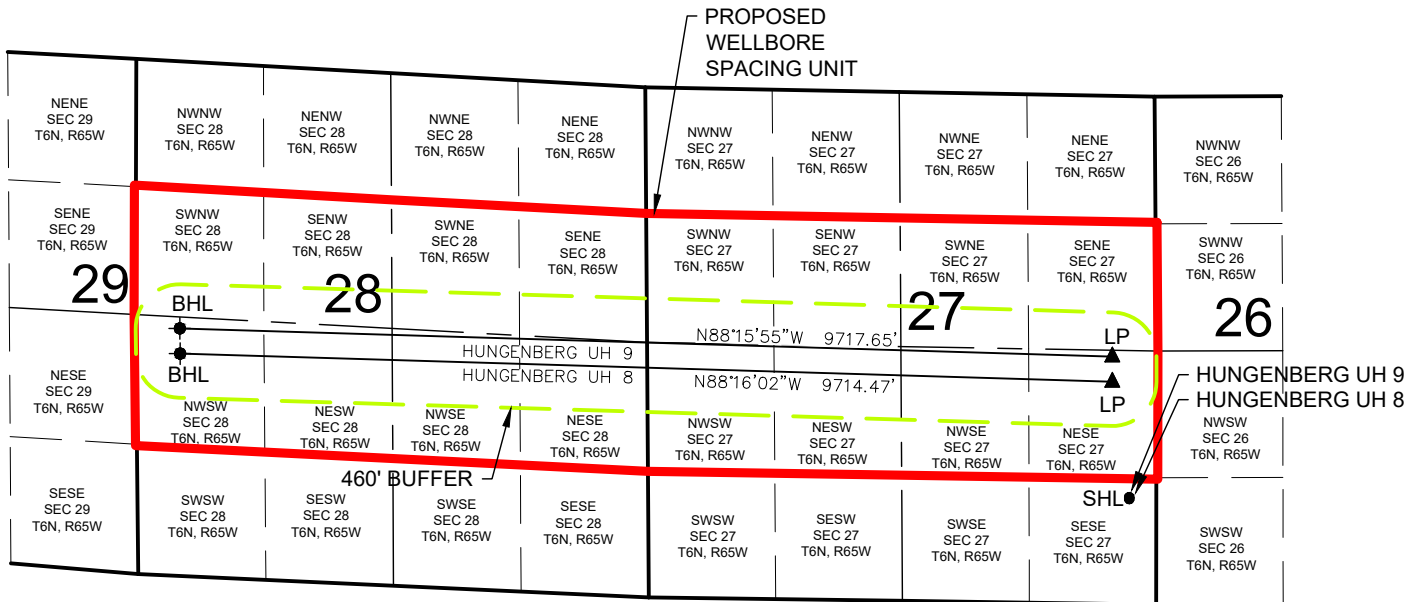 PROPOSED
WELLBORE
SPACING UNIT
NENE
SEC 29
T6N, R65W
NWNW
SEC 28
T6N, R65W
NENW
SEC 28
T6N, R65W
NWNE
SEC 28
T6N, R65W
NENE
SEC 28
T6N, R65W
NWNW
SEC 27
T6N, R65W
NENW
SEC 27
T6N, R65W
NWNE
SEC 27
T6N, R65W
NENE
SEC 27
T6N, R65W
NWNW
SEC 26
T6N, R65W
SENE
SEC 29
T6N, R65W
SWNW
SEC 28
T6N, R65W
SENW
SEC 28
T6N, R65W
SWNE
SEC 28
T6N, R65W
SENE
SEC 28
T6N, R65W
SWNW
SEC 27
T6N, R65W
SENW
SEC 27
T6N, R65W
SWNE
SEC 27
T6N, R65W
SENE
SEC 27
T6N, R65W
SWNW
SEC 26
T6N, R65W
29
28
27
26
BHL
N88°15'55"W 9717.65'
LP
HUNGENBERG UH 9
BHL
HUNGENBERG UH 8
N88°16'02"W 9714.47'
LP
HUNGENBERG UH 9
HUNGENBERG UH 8
NESE
SEC 29
T6N, R65W
NWSW
SEC 28
T6N, R65W
NESW
SEC 28
T6N, R65W
NWSE
SEC 28
T6N, R65W
NESE
SEC 28
T6N, R65W
NWSW
SEC 27
T6N, R65W
NESW
SEC 27
T6N, R65W
NWSE
SEC 27
T6N, R65W
NESE
SEC 27
T6N, R65W
NWSW
SEC 26
T6N, R65W
460' BUFFER
SHL
SESE
SEC 29
T6N, R65W
SWSW
SEC 28
T6N, R65W
SESW
SEC 28
T6N, R65W
SWSE
SEC 28
T6N, R65W
SESE
SEC 28
T6N, R65W
SWSW
SEC 27
T6N, R65W
SESW
SEC 27
T6N, R65W
SWSE
SEC 27
T6N, R65W
SESE
SEC 27
T6N, R65W
SWSW
SEC 26
T6N, R65W